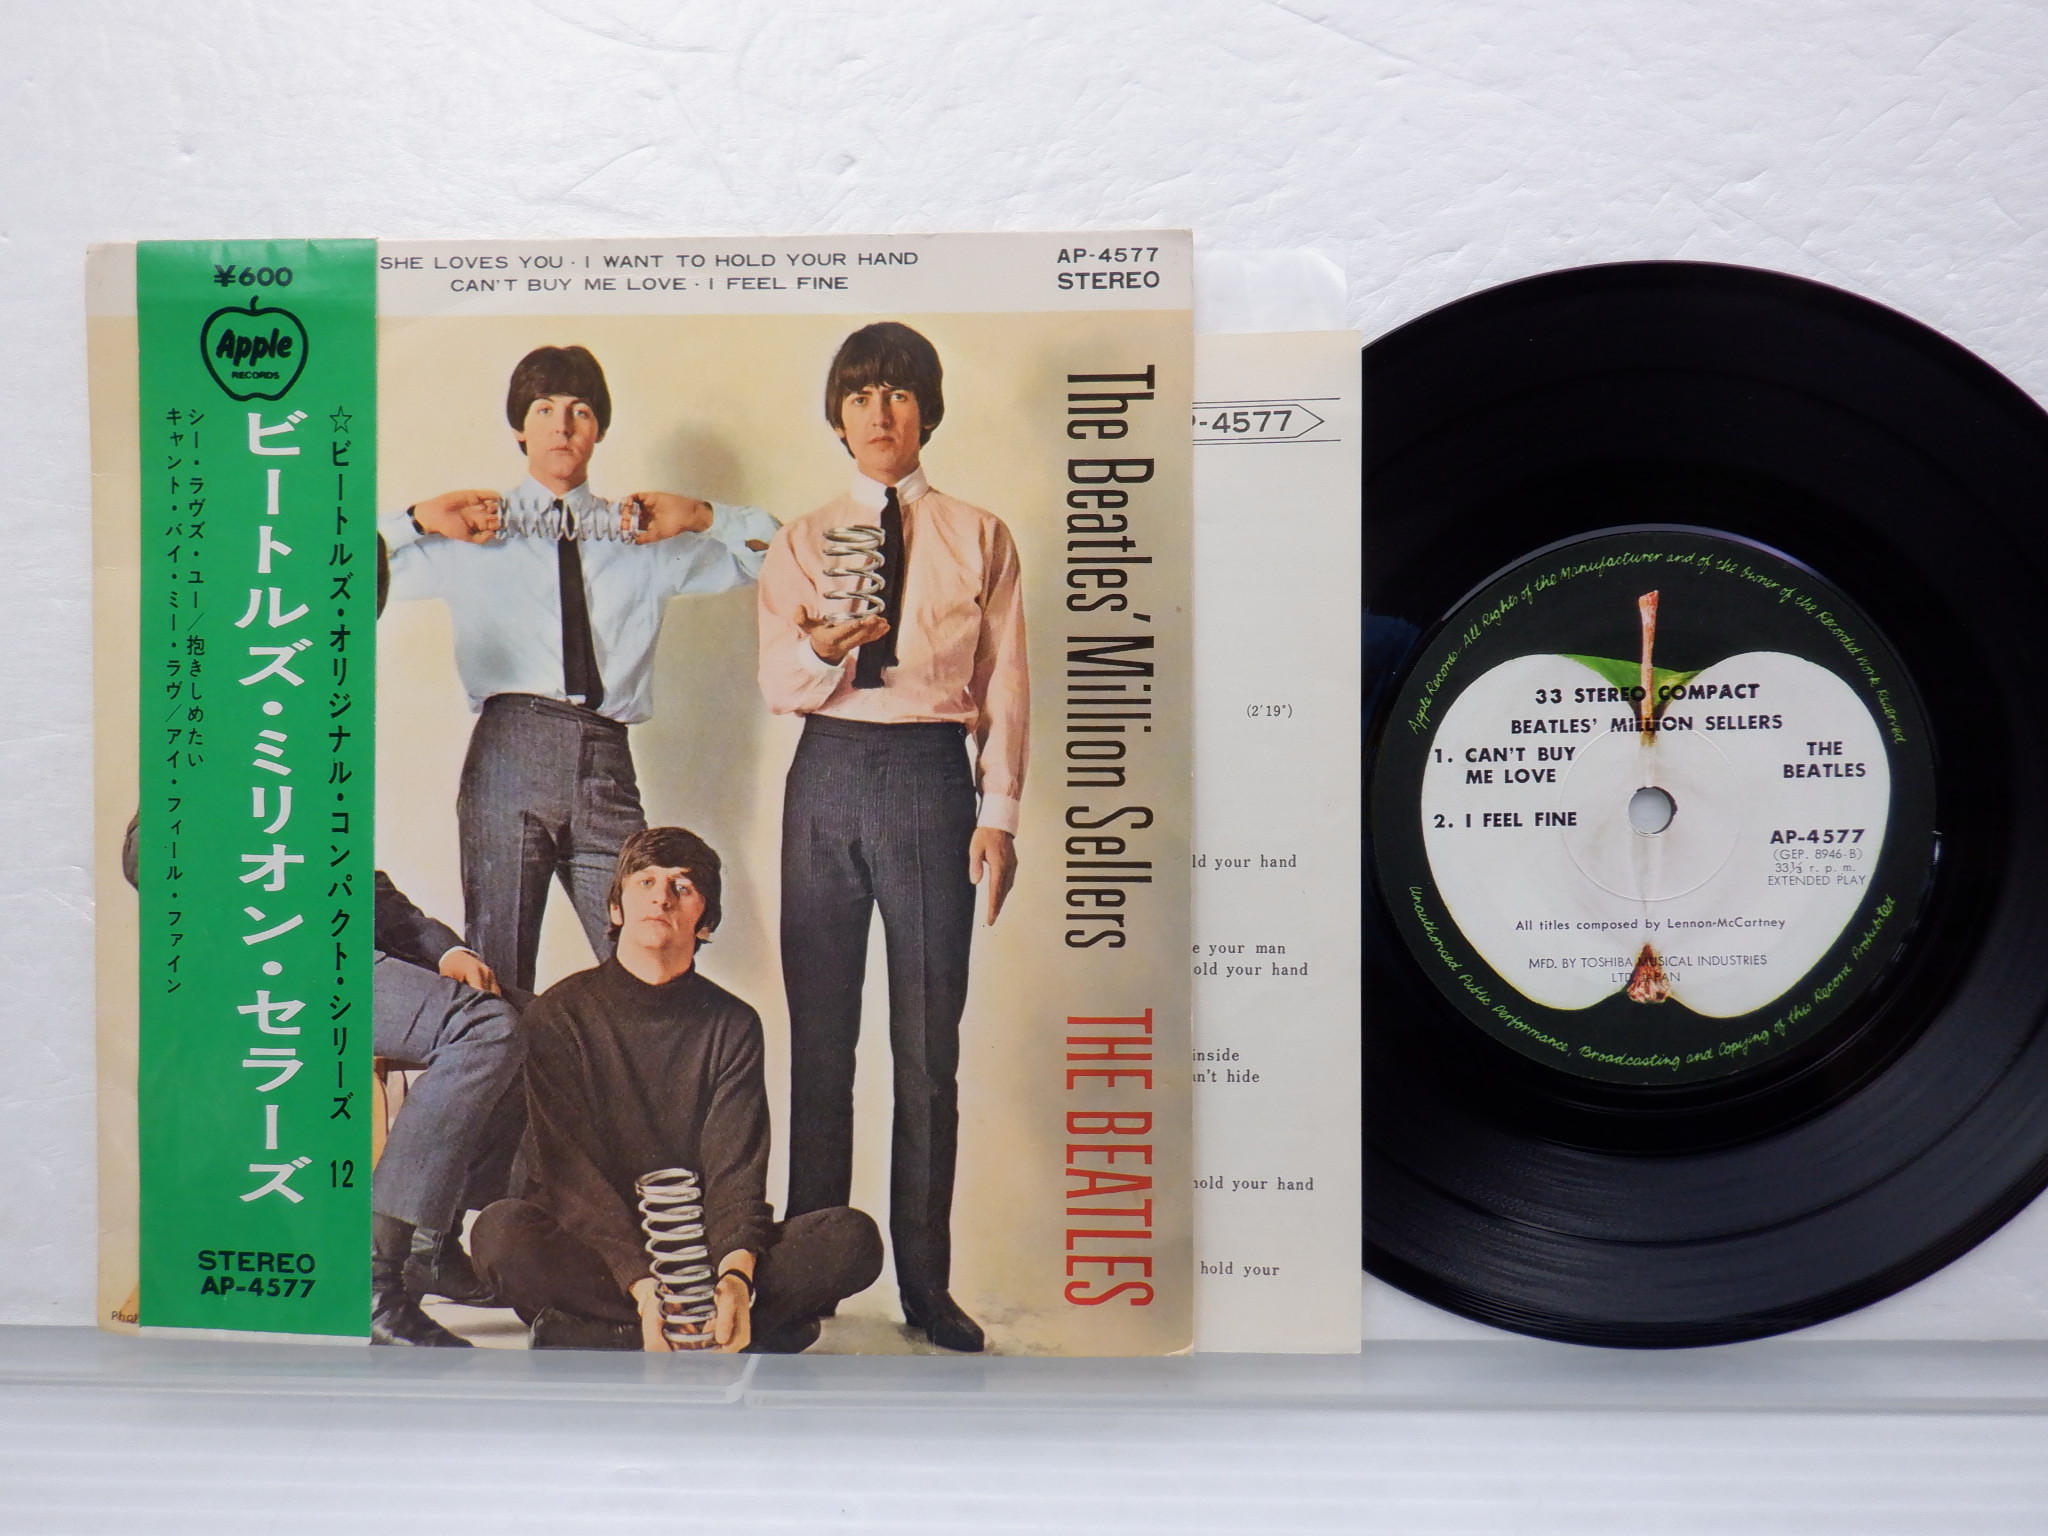 ¥600
Apple
RECORDS
☆ビートルズ・オリジナル・コンパクト・シリーズ 12
ビートルズ・ミリオン・セラーズ
シー・ラヴズ・ユー/抱きしめたい
キャント・バイ・ミー・ラヴ/アイ・フィール・ファイン
STEREO
AP-4577
SHE LOVES YOU · I WANT TO HOLD YOUR HAND
CAN'T BUY ME LOVE · I FEEL FINE
AP-4577
STEREO
The Beatles' Million Sellers THE BEATLES
-4577
(2'19")
your hand
your man
your hand
inside
hide
your hand
hold your
Apple Records · All Rights of the Manufacturer and of the Owner of the Recorded Work Reserved
33 STEREO COMPACT
BEATLES' MILLION SELLERS
1. CAN'T BUY
ME LOVE
2. I FEEL FINE
THE
BEATLES
AP-4577
(GEP. 8946-B)
33⅓ r. p. m.
EXTENDED PLAY
All titles composed by Lennon-McCartney
MFD. BY TOSHIBA MUSICAL INDUSTRIES
LTD. JAPAN
Unauthorised Public Performance, Broadcasting and Copying of this Record Prohibited